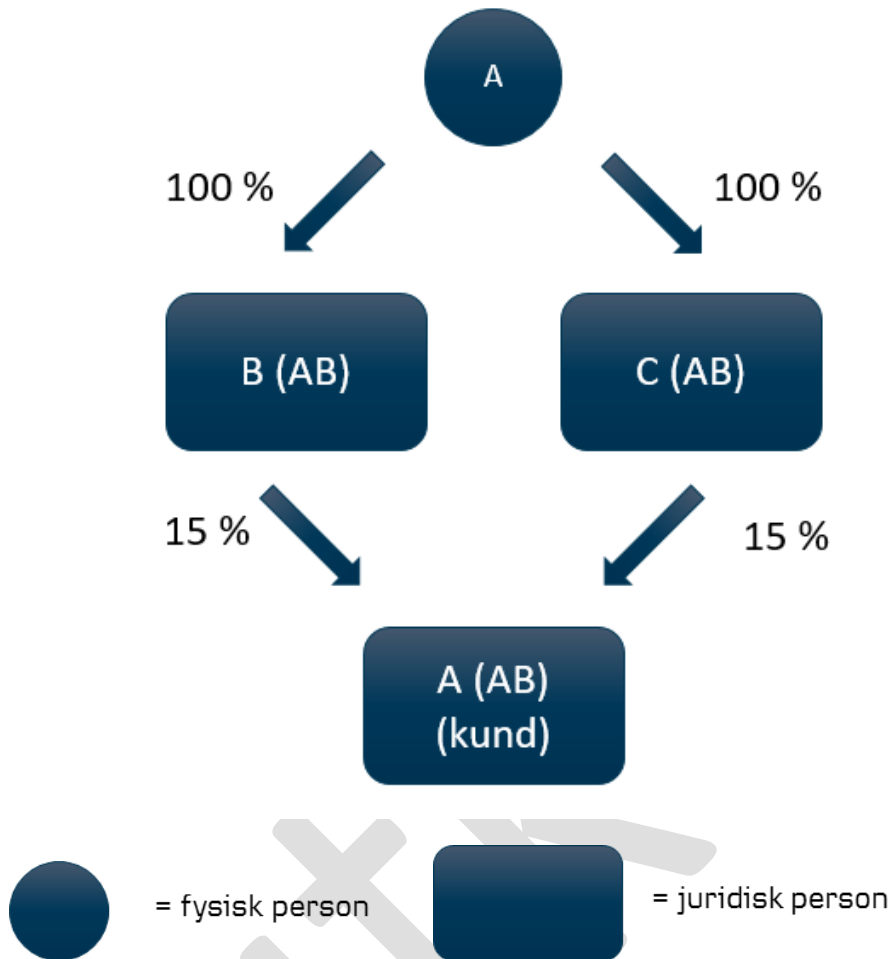 A
100 %
100 %
B (AB)
C (AB)
15 %
15 %
A (AB)
(kund)
= fysisk person
= juridisk person